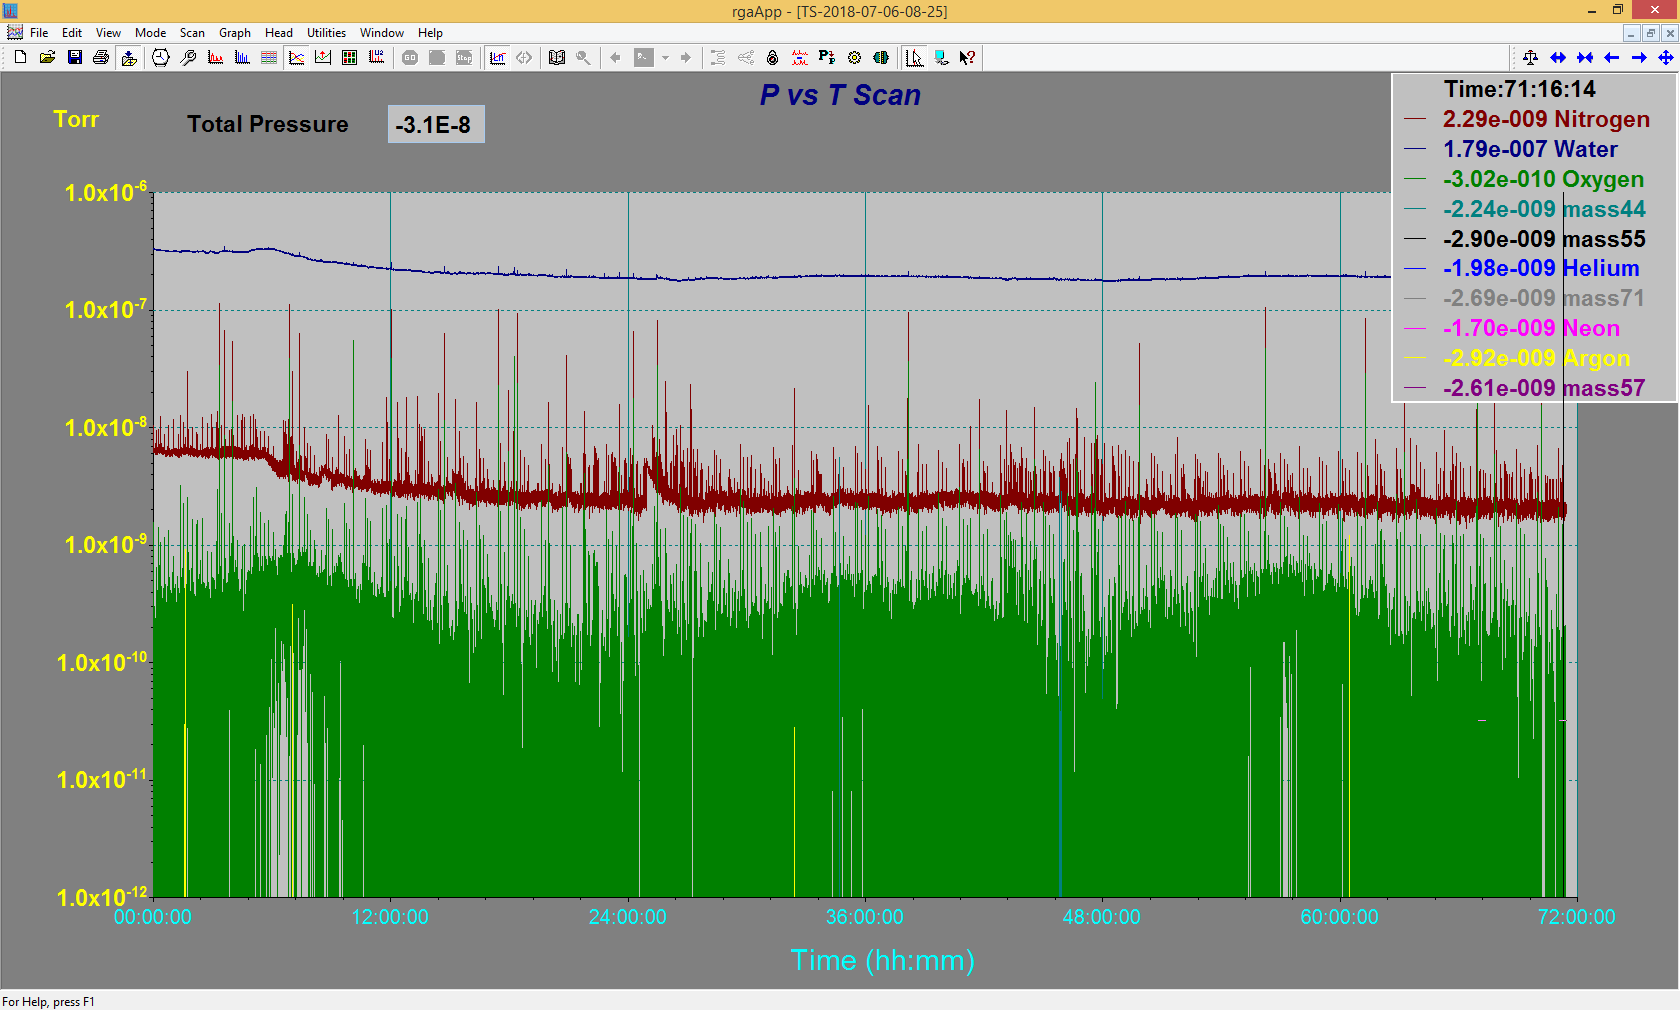 rgaApp - [TS-2018-07-06-08-25]
File Edit View Mode Scan Graph Head Utilities Window Help
GO Stop
P vs T Scan
Torr
Total Pressure -3.1E-8
Time:71:16:14
2.29e-009 Nitrogen
1.79e-007 Water
-3.02e-010 Oxygen
-2.24e-009 mass44
-2.90e-009 mass55
-1.98e-009 Helium
-2.69e-009 mass71
-1.70e-009 Neon
-2.92e-009 Argon
-2.61e-009 mass57
1.0x10⁻⁶
1.0x10⁻⁷
1.0x10⁻⁸
1.0x10⁻⁹
1.0x10⁻¹⁰
1.0x10⁻¹¹
1.0x10⁻¹²
00:00:00 12:00:00 24:00:00 36:00:00 48:00:00 60:00:00 72:00:00
Time (hh:mm)
For Help, press F1